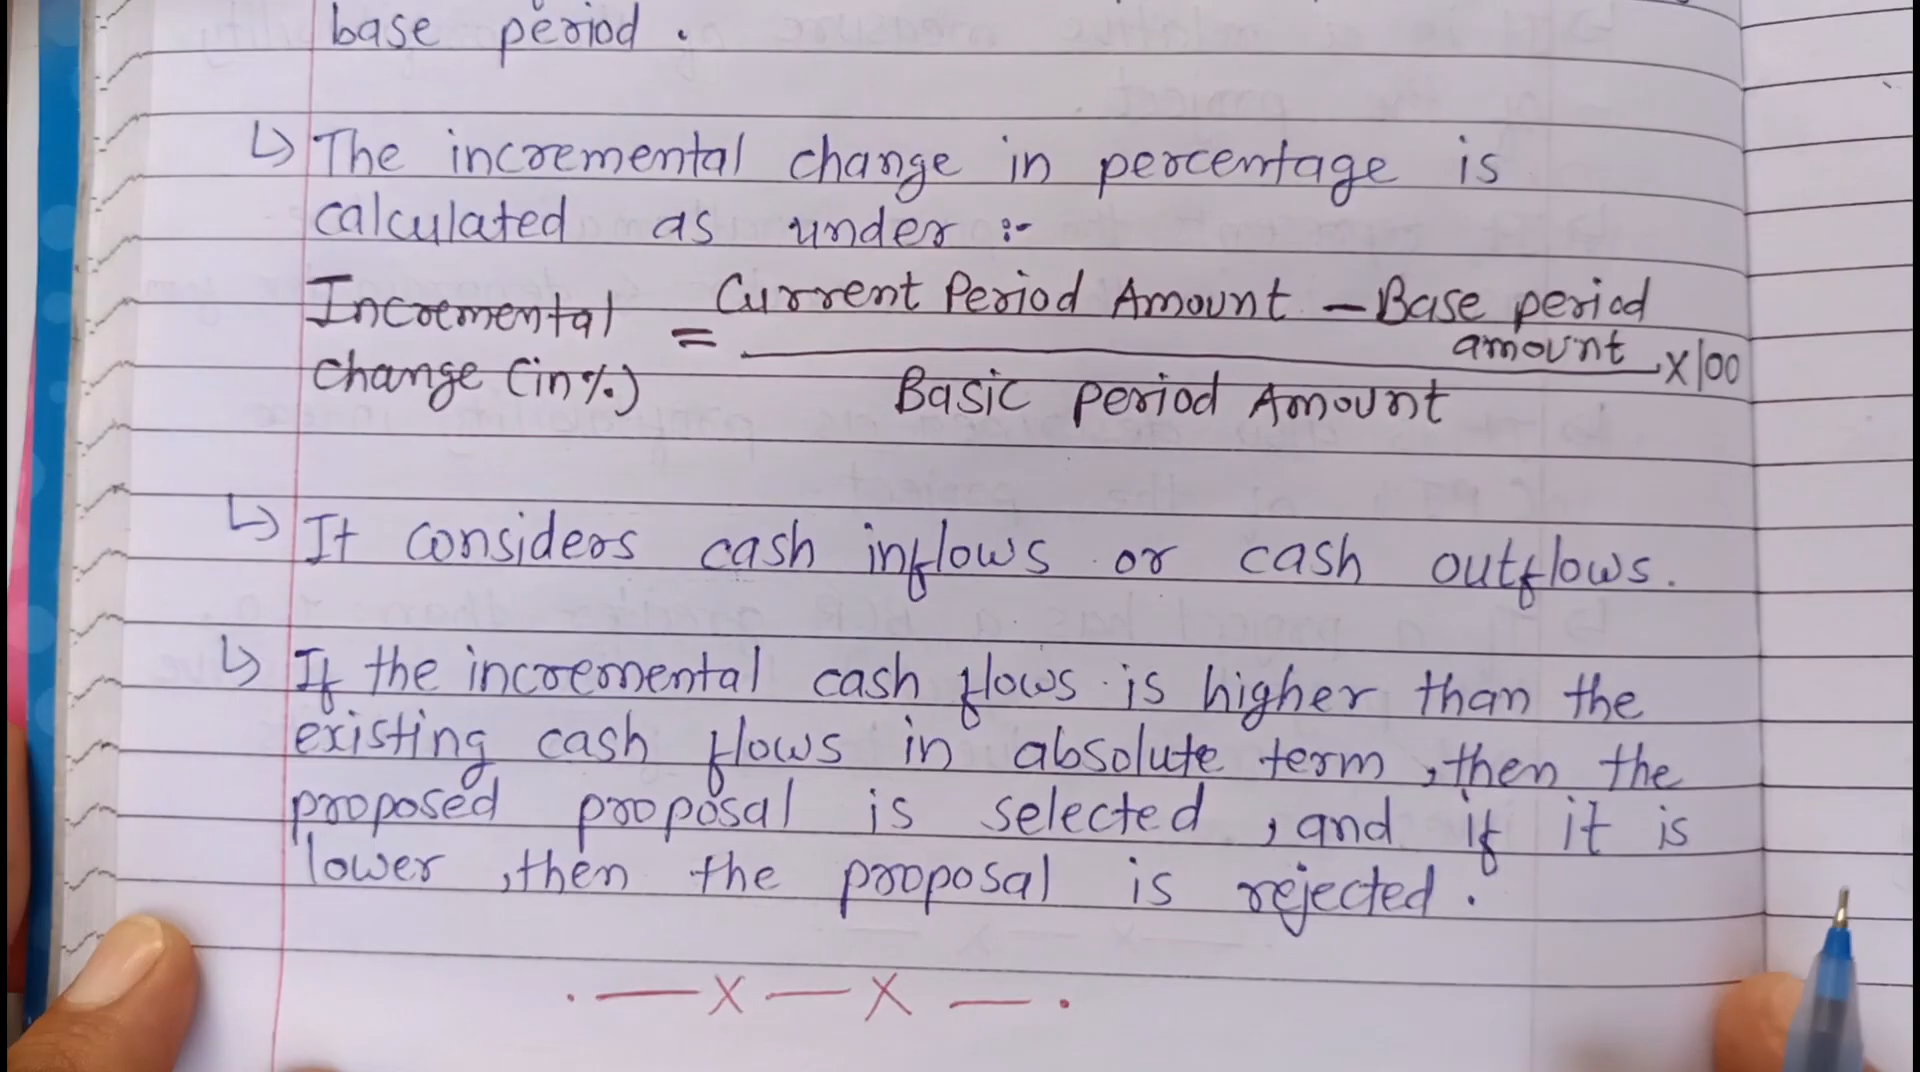 base period.
↳ The incremental change in percentage is
calculated as under :-
Incremental change (in%) = Current Period Amount - Base period amount
Basic period Amount x100
↳ It considers cash inflows or cash outflows.
↳ If the incremental cash flows is higher than the
existing cash flows in absolute term, then the
proposed proposal is selected, and if it is
lower, then the proposal is rejected.
. — x — x — .